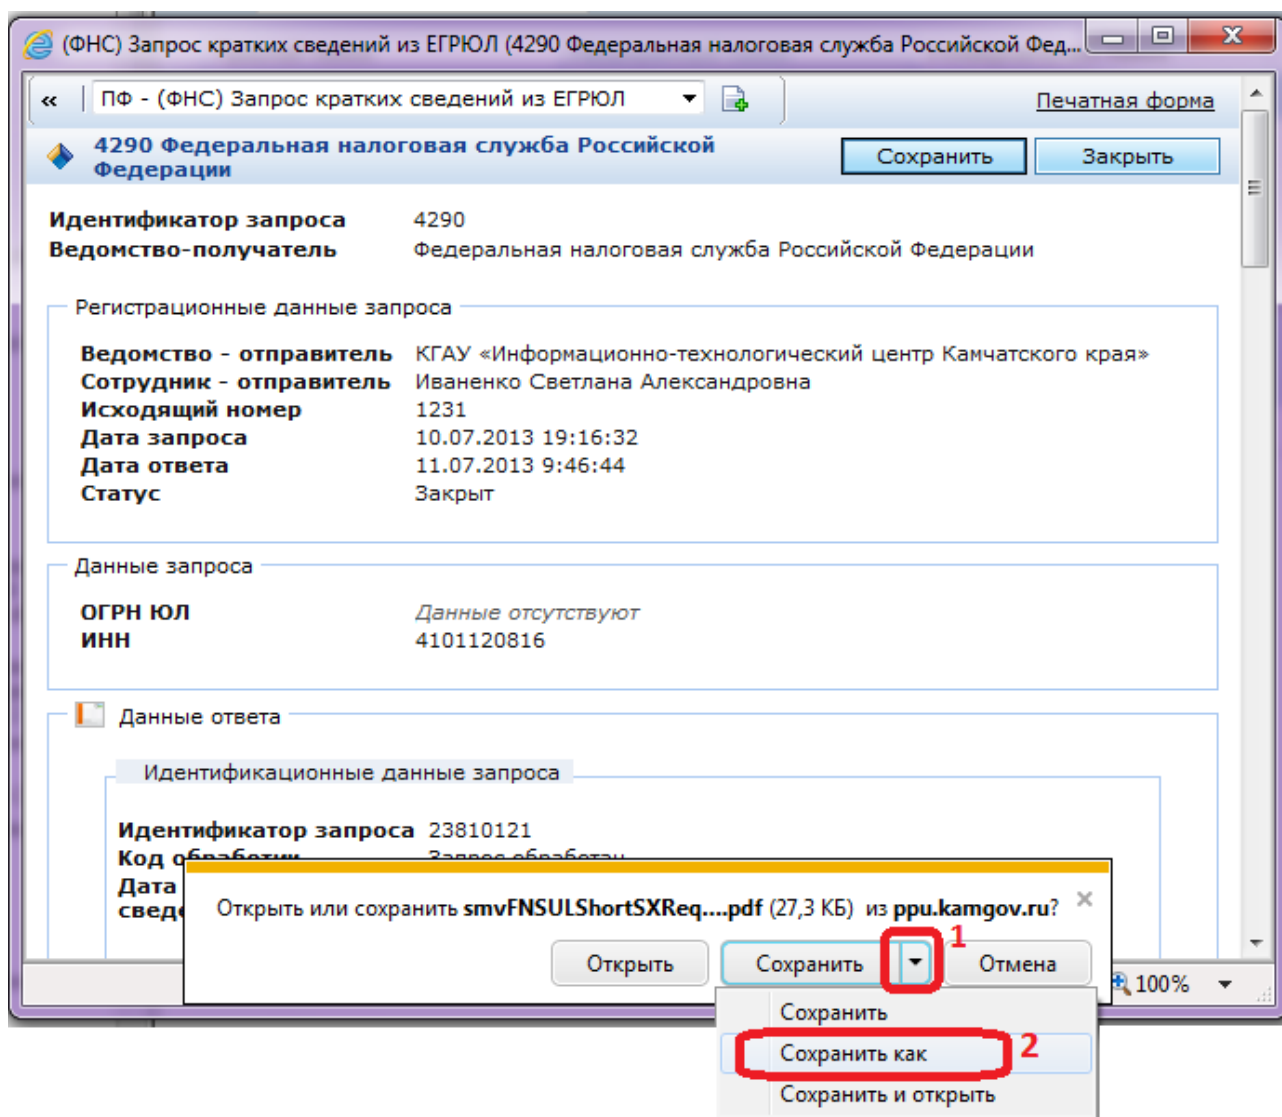 (ФНС) Запрос кратких сведений из ЕГРЮЛ (4290 Федеральная налоговая служба Российской Фед...
ПФ - (ФНС) Запрос кратких сведений из ЕГРЮЛ
Печатная форма
4290 Федеральная налоговая служба Российской
Федерации
Сохранить Закрыть
Идентификатор запроса 4290
Ведомство-получатель Федеральная налоговая служба Российской Федерации
Регистрационные данные запроса
Ведомство - отправитель КГАУ «Информационно-технологический центр Камчатского края»
Сотрудник - отправитель Иваненко Светлана Александровна
Исходящий номер 1231
Дата запроса 10.07.2013 19:16:32
Дата ответа 11.07.2013 9:46:44
Статус Закрыт
Данные запроса
ОГРН ЮЛ Данные отсутствуют
ИНН 4101120816
Данные ответа
Идентификационные данные запроса
Идентификатор запроса 23810121
Код обработки Запрос обработан
Дата
сведе
Открыть или сохранить smvFNSULShortSXReq....pdf (27,3 КБ) из ppu.kamgov.ru?
1
Открыть Сохранить Отмена
100%
Сохранить
Сохранить как 2
Сохранить и открыть